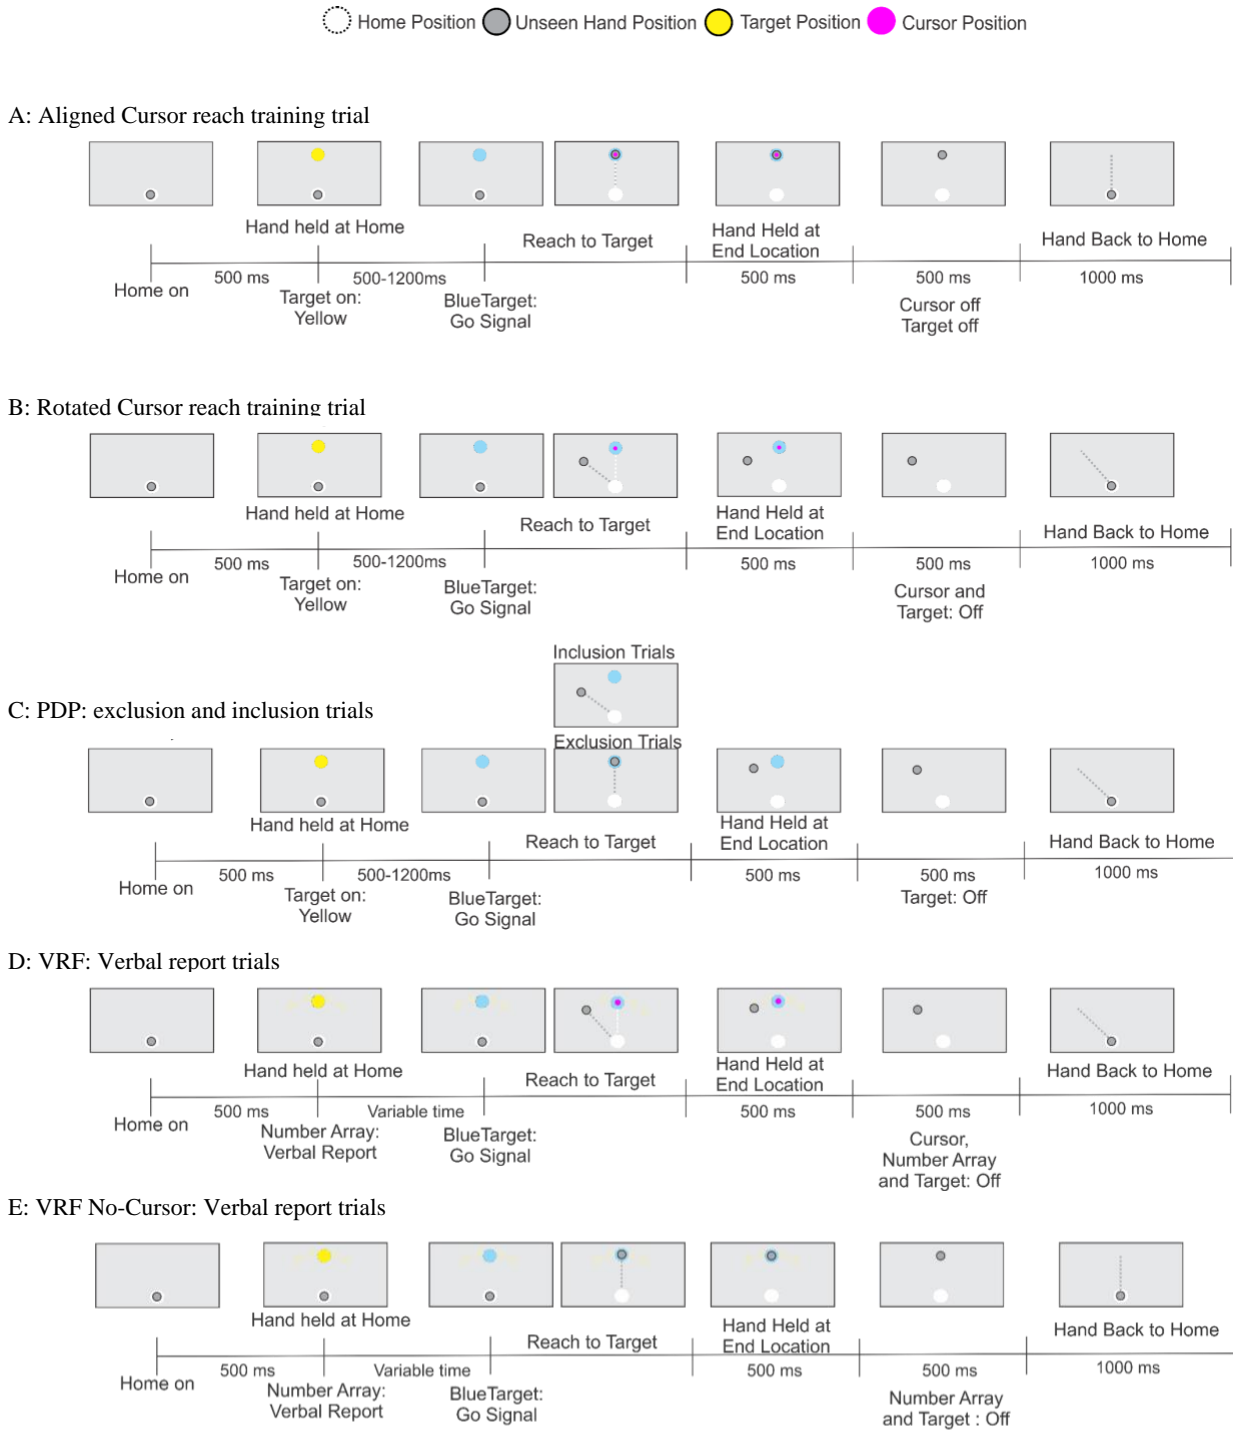 Home Position Unseen Hand Position Target Position Cursor Position
A: Aligned Cursor reach training trial
Hand held at Home
Reach to Target
Hand Held at
End Location
Hand Back to Home
Home on
500 ms
Target on:
Yellow
500-1200ms
BlueTarget:
Go Signal
500 ms
500 ms
Cursor off
Target off
1000 ms
B: Rotated Cursor reach training trial
Hand held at Home
Reach to Target
Hand Held at
End Location
Hand Back to Home
Home on
500 ms
Target on:
Yellow
500-1200ms
BlueTarget:
Go Signal
500 ms
500 ms
Cursor and
Target: Off
1000 ms
Inclusion Trials
C: PDP: exclusion and inclusion trials
Exclusion Trials
Hand held at Home
Reach to Target
Hand Held at
End Location
Hand Back to Home
Home on
500 ms
Target on:
Yellow
500-1200ms
BlueTarget:
Go Signal
500 ms
500 ms
Target: Off
1000 ms
D: VRF: Verbal report trials
Hand held at Home
Reach to Target
Hand Held at
End Location
Hand Back to Home
Home on
500 ms
Number Array:
Verbal Report
Variable time
BlueTarget:
Go Signal
500 ms
500 ms
Cursor,
Number Array
and Target: Off
1000 ms
E: VRF No-Cursor: Verbal report trials
Hand held at Home
Reach to Target
Hand Held at
End Location
Hand Back to Home
Home on
500 ms
Number Array:
Verbal Report
Variable time
BlueTarget:
Go Signal
500 ms
500 ms
Number Array
and Target : Off
1000 ms